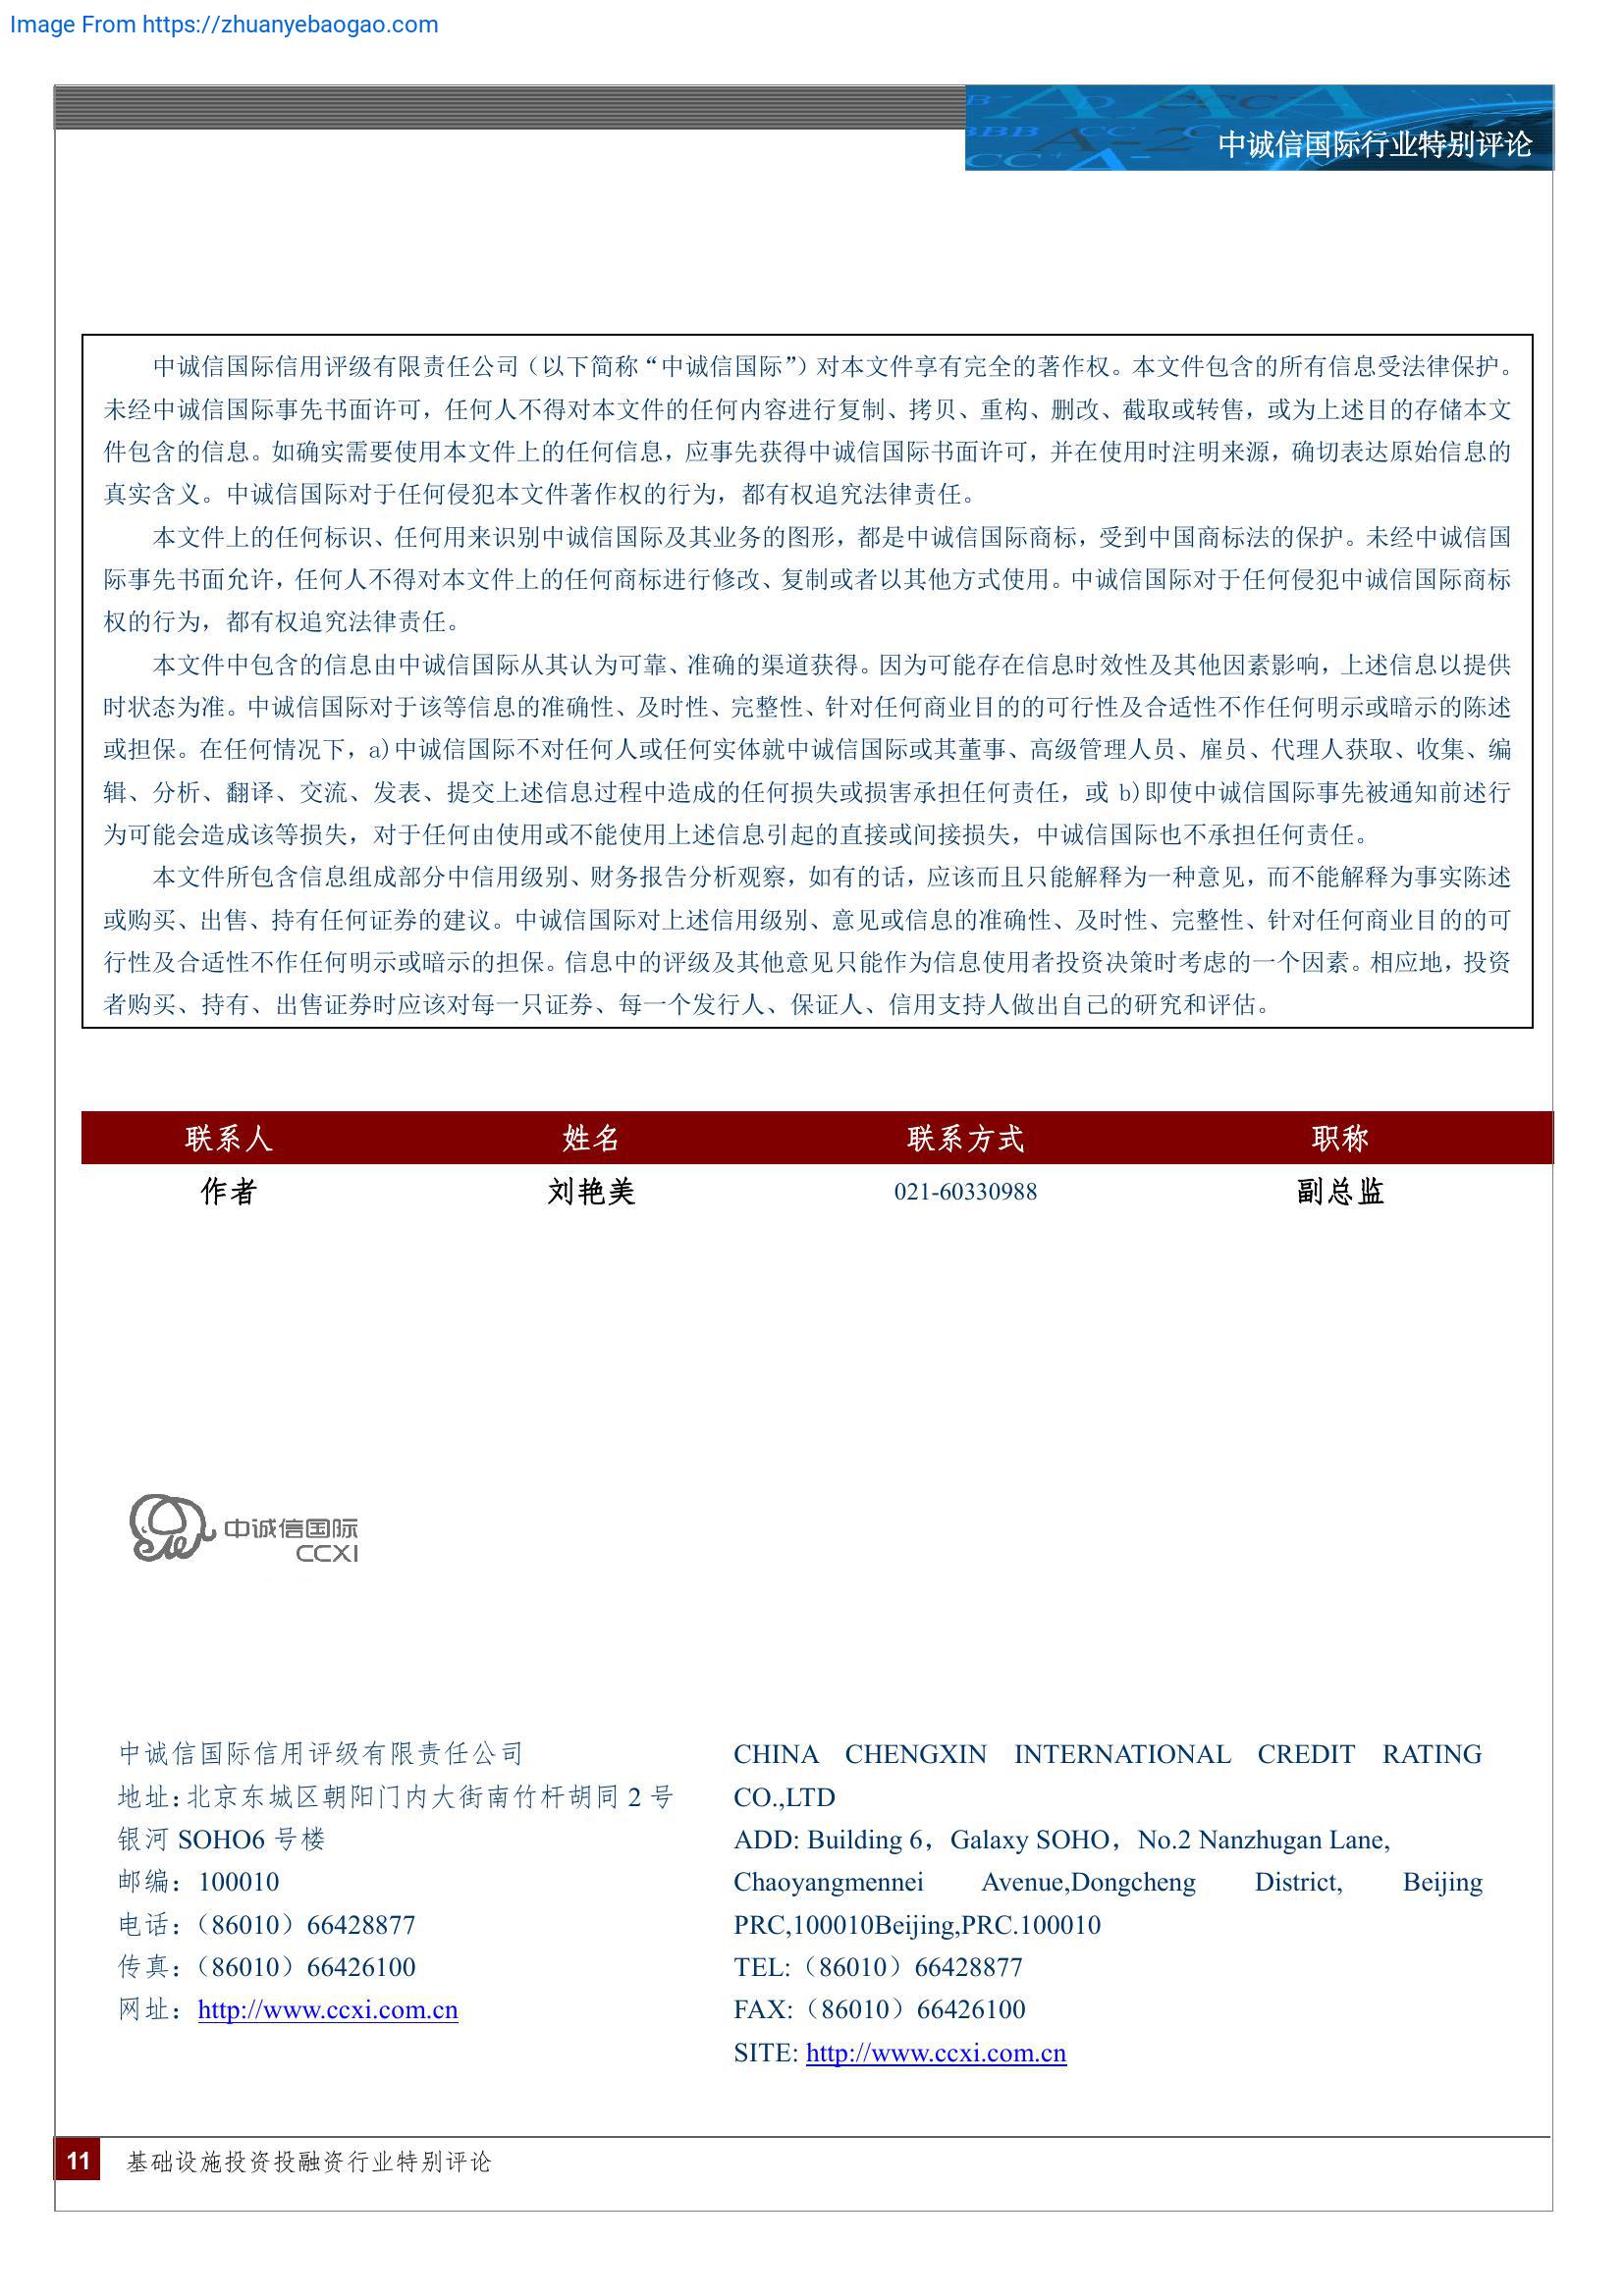 Image From https://zhuanyebaogao.com
中诚信国际行业特别评论
中诚信国际信用评级有限责任公司（以下简称“中诚信国际”）对本文件享有完全的著作权。本文件包含的所有信息受法律保护。
未经中诚信国际事先书面许可，任何人不得对本文件的任何内容进行复制、拷贝、重构、删改、截取或转售，或为上述目的存储本文
件包含的信息。如确实需要使用本文件上的任何信息，应事先获得中诚信国际书面许可，并在使用时注明来源，确切表达原始信息的
真实含义。中诚信国际对于任何侵犯本文件著作权的行为，都有权追究法律责任。
本文件上的任何标识、任何用来识别中诚信国际及其业务的图形，都是中诚信国际商标，受到中国商标法的保护。未经中诚信国
际事先书面允许，任何人不得对本文件上的任何商标进行修改、复制或者以其他方式使用。中诚信国际对于任何侵犯中诚信国际商标
权的行为，都有权追究法律责任。
本文件中包含的信息由中诚信国际从其认为可靠、准确的渠道获得。因为可能存在信息时效性及其他因素影响，上述信息以提供
时状态为准。中诚信国际对于该等信息的准确性、及时性、完整性、针对任何商业目的的可行性及合适性不作任何明示或暗示的陈述
或担保。在任何情况下，a)中诚信国际不对任何人或任何实体就中诚信国际或其董事、高级管理人员、雇员、代理人获取、收集、编
辑、分析、翻译、交流、发表、提交上述信息过程中造成的任何损失或损害承担任何责任，或 b)即使中诚信国际事先被通知前述行
为可能会造成该等损失，对于任何由使用或不能使用上述信息引起的直接或间接损失，中诚信国际也不承担任何责任。
本文件所包含信息组成部分中信用级别、财务报告分析观察，如有的话，应该而且只能解释为一种意见，而不能解释为事实陈述
或购买、出售、持有任何证券的建议。中诚信国际对上述信用级别、意见或信息的准确性、及时性、完整性、针对任何商业目的的可
行性及合适性不作任何明示或暗示的担保。信息中的评级及其他意见只能作为信息使用者投资决策时考虑的一个因素。相应地，投资
者购买、持有、出售证券时应该对每一只证券、每一个发行人、保证人、信用支持人做出自己的研究和评估。
联系人 姓名 联系方式 职称
作者 刘艳美 021-60330988 副总监
中诚信国际
CCXI
中诚信国际信用评级有限责任公司
地址：北京东城区朝阳门内大街南竹杆胡同 2 号
银河 SOHO6 号楼
邮编：100010
电话：（86010）66428877
传真：（86010）66426100
网址：http://www.ccxi.com.cn
CHINA CHENGXIN INTERNATIONAL CREDIT RATING
CO.,LTD
ADD: Building 6，Galaxy SOHO，No.2 Nanzhugan Lane,
Chaoyangmennei Avenue,Dongcheng District, Beijing
PRC,100010Beijing,PRC.100010
TEL:（86010）66428877
FAX:（86010）66426100
SITE: http://www.ccxi.com.cn
11 基础设施投资投融资行业特别评论